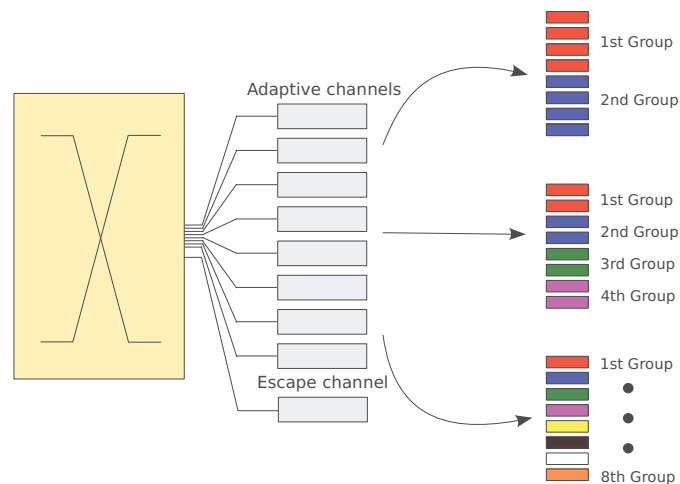 Adaptive channels
Escape channel
1st Group
2nd Group
1st Group
2nd Group
3rd Group
4th Group
1st Group
8th Group